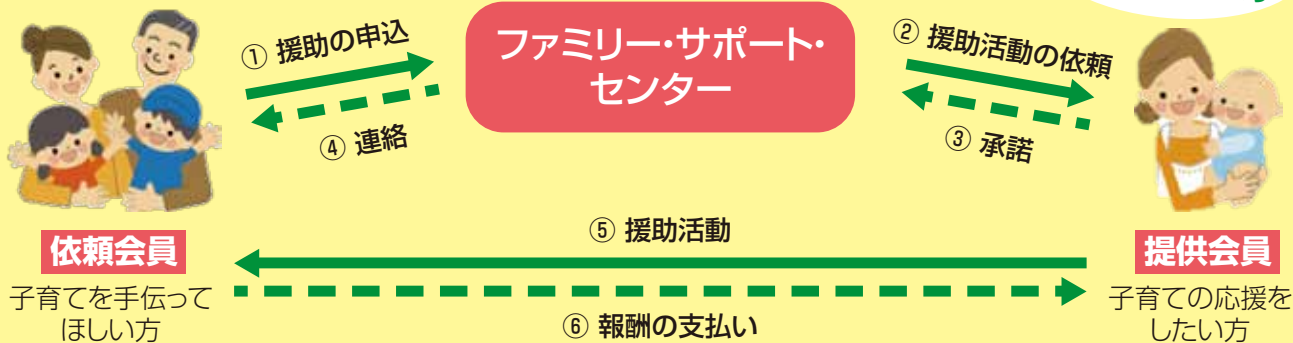 ① 援助の申込
ファミリー・サポート・
センター
② 援助活動の依頼
④ 連絡
③ 承諾
⑤ 援助活動
依頼会員
提供会員
子育てを手伝って
ほしい方
子育ての応援を
したい方
⑥ 報酬の支払い